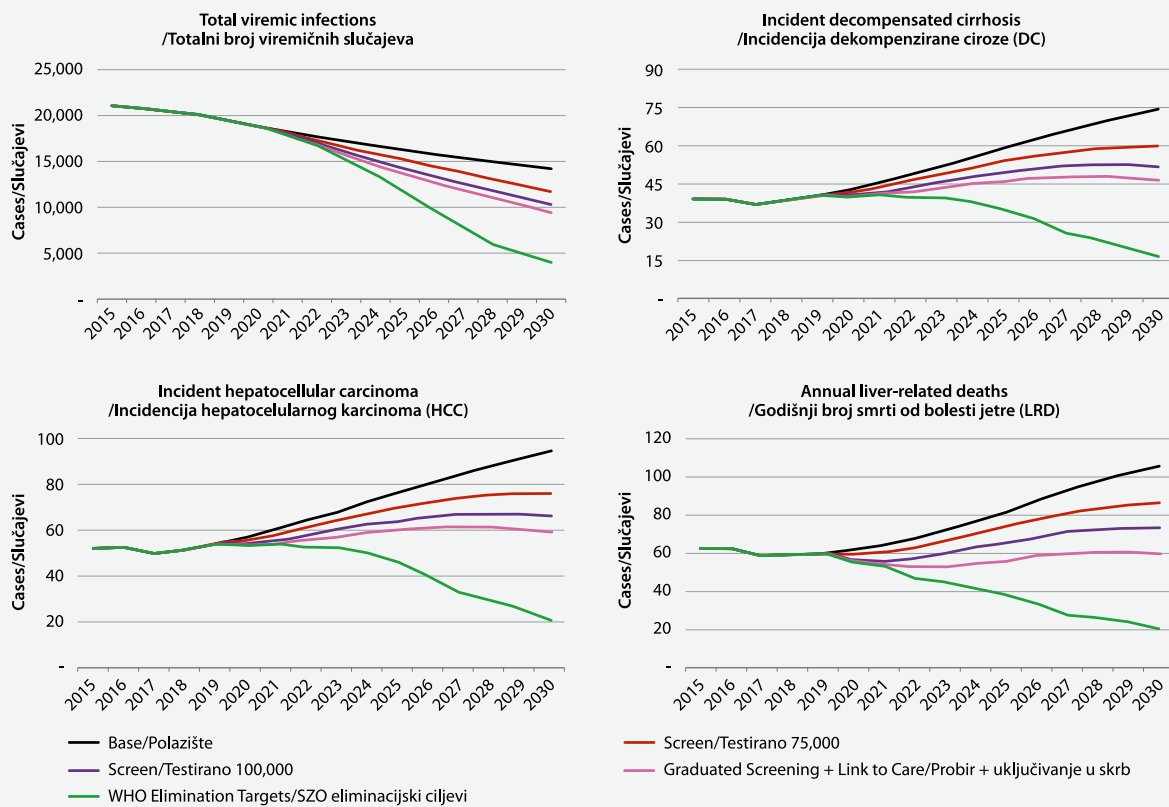 Total viremic infections
/Totalni broj viremičnih slučajeva
Cases/Slučajevi
25,000
20,000
15,000
10,000
5,000
-
2015 2016 2017 2018 2019 2020 2021 2022 2023 2024 2025 2026 2027 2028 2029 2030
Incident decompensated cirrhosis
/Incidencija dekompenzirane ciroze (DC)
Cases/Slučajevi
90
75
60
45
30
15
-
2015 2016 2017 2018 2019 2020 2021 2022 2023 2024 2025 2026 2027 2028 2029 2030
Incident hepatocellular carcinoma
/Incidencija hepatocelularnog karcinoma (HCC)
Cases/Slučajevi
100
80
60
40
20
-
2015 2016 2017 2018 2019 2020 2021 2022 2023 2024 2025 2026 2027 2028 2029 2030
Annual liver-related deaths
/Godišnji broj smrti od bolesti jetre (LRD)
Cases/Slučajevi
120
100
80
60
40
20
-
2015 2016 2017 2018 2019 2020 2021 2022 2023 2024 2025 2026 2027 2028 2029 2030
Base/Polazište
Screen/Testirano 75,000
Screen/Testirano 100,000
Graduated Screening + Link to Care/Probir + uključivanje u skrb
WHO Elimination Targets/SZO eliminacijski ciljevi